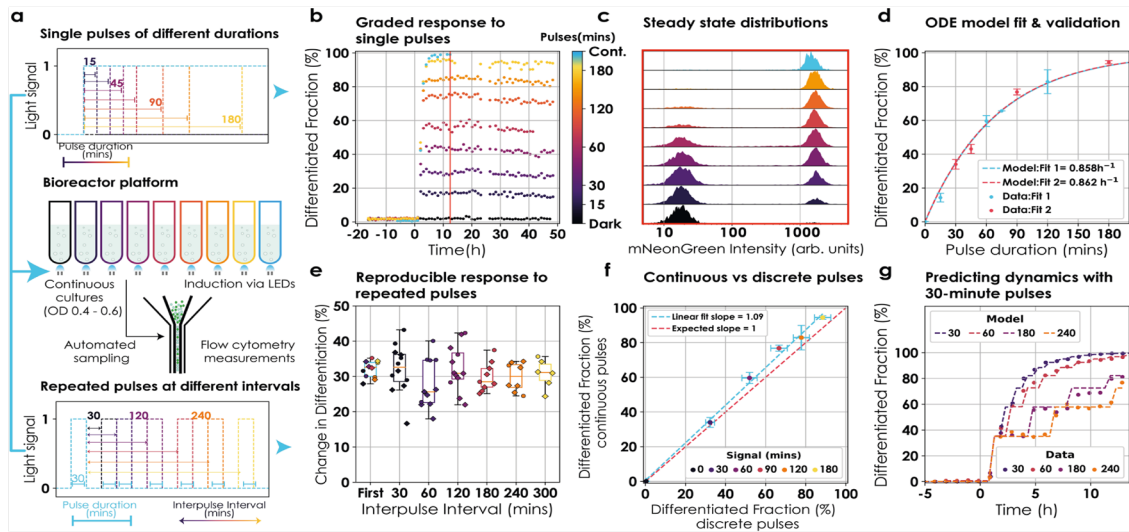 a
Single pulses of different durations
Light signal
1
0
15
45
90
180
Pulse duration
(mins)
Bioreactor platform
Continuous
cultures
(OD 0.4 - 0.6)
Induction via LEDs
Automated
sampling
Flow cytometry
measurements
Repeated pulses at different intervals
Light signal
1
0
30
120
240
30
Pulse duration
(mins)
Interpulse Interval
(mins)
b
Graded response to
single pulses
Pulses(mins)
Cont.
180
120
60
30
15
Dark
Differentiated Fraction (%)
100
90
80
70
60
50
40
30
20
10
0
-20 -10 0 10 20 30 40 50
Time(h)
c
Steady state distributions
10 100 1000
mNeonGreen Intensity (arb. units)
d
ODE model fit & validation
Differentiated Fraction (%)
100
80
60
40
20
0
Model:Fit 1= 0.858h⁻¹
Model:Fit 2= 0.862 h⁻¹
Data:Fit 1
Data:Fit 2
0 30 60 90 120 150 180
Pulse duration (mins)
e
Reproducible response to
repeated pulses
Change in Differentiation (%)
50
40
30
20
10
0
First 30 60 120 180 240 300
Interpulse Interval (mins)
f
Continuous vs discrete pulses
Differentiated Fraction (%)
continuous pulses
100
80
60
40
20
0
Linear fit slope = 1.09
Expected slope = 1
Signal (mins)
0 30 60 90 120 180
0 20 40 60 80 100
Differentiated Fraction (%)
discrete pulses
g
Predicting dynamics with
30-minute pulses
Model
30 60 180 240
Differentiated Fraction (%)
100
80
60
40
20
0
Data
30 60 180 240
-5 0 5 10
Time (h)